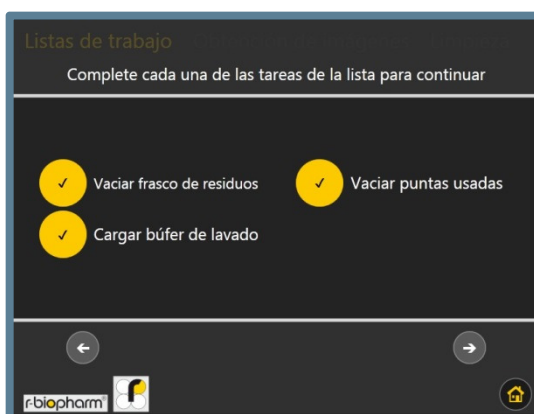 Listas de trabajo
Complete cada una de las tareas de la lista para continuar
Vaciar frasco de residuos
Vaciar puntas usadas
Cargar búfer de lavado
r-biopharm®